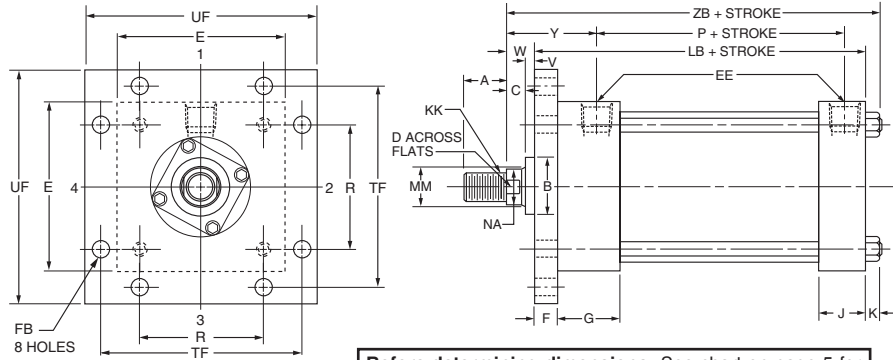 UF
E
1
UF
E
4
2
R
TF
3
R
TF
FB
8 HOLES
ZB + STROKE
Y
P + STROKE
W
LB + STROKE
V
A
C
EE
KK
D ACROSS
FLATS
MM
B
NA
F
G
J
K
Before determining dimensions, See chart on page 5 for